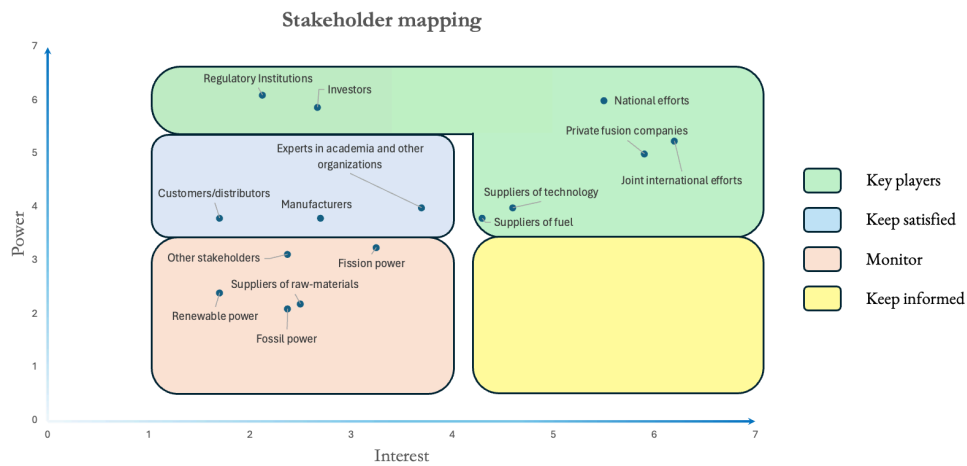 Stakeholder mapping
7
6
5
4
3
2
1
0
Power
Regulatory Institutions
Investors
National efforts
Private fusion companies
Joint international efforts
Experts in academia and other
organizations
Customers/distributors
Manufacturers
Suppliers of technology
Suppliers of fuel
Other stakeholders
Fission power
Suppliers of raw-materials
Renewable power
Fossil power
0
1
2
3
4
5
6
7
Interest
Key players
Keep satisfied
Monitor
Keep informed